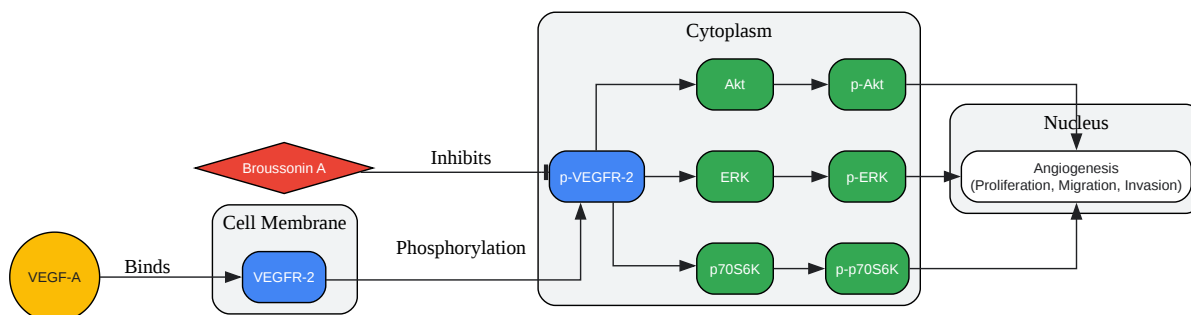 Cytoplasm
Akt
p-Akt
Nucleus
Broussonin A
Inhibits
p-VEGFR-2
ERK
p-ERK
Angiogenesis
(Proliferation, Migration, Invasion)
Cell Membrane
Phosphorylation
VEGF-A
Binds
VEGFR-2
p70S6K
p-p70S6K